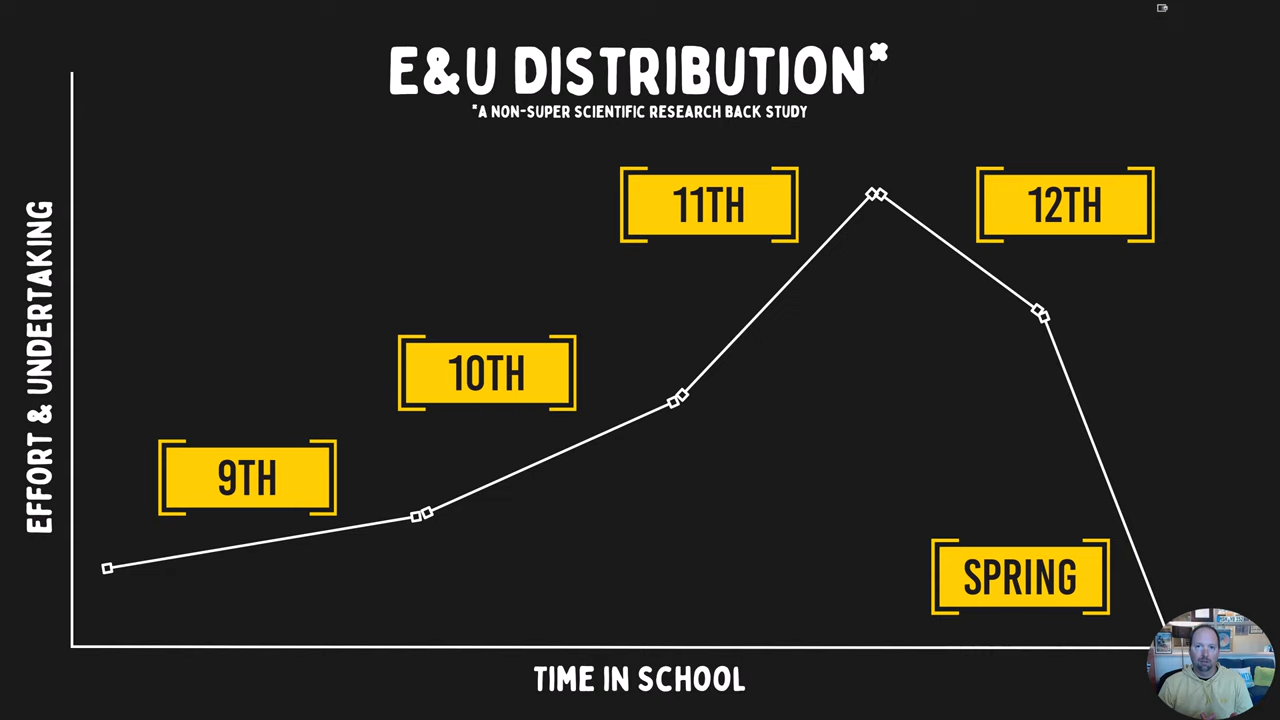 E&U DISTRIBUTION*
*A NON-SUPER SCIENTIFIC RESEARCH BACK STUDY
EFFORT & UNDERTAKING
9TH
10TH
11TH
12TH
SPRING
TIME IN SCHOOL